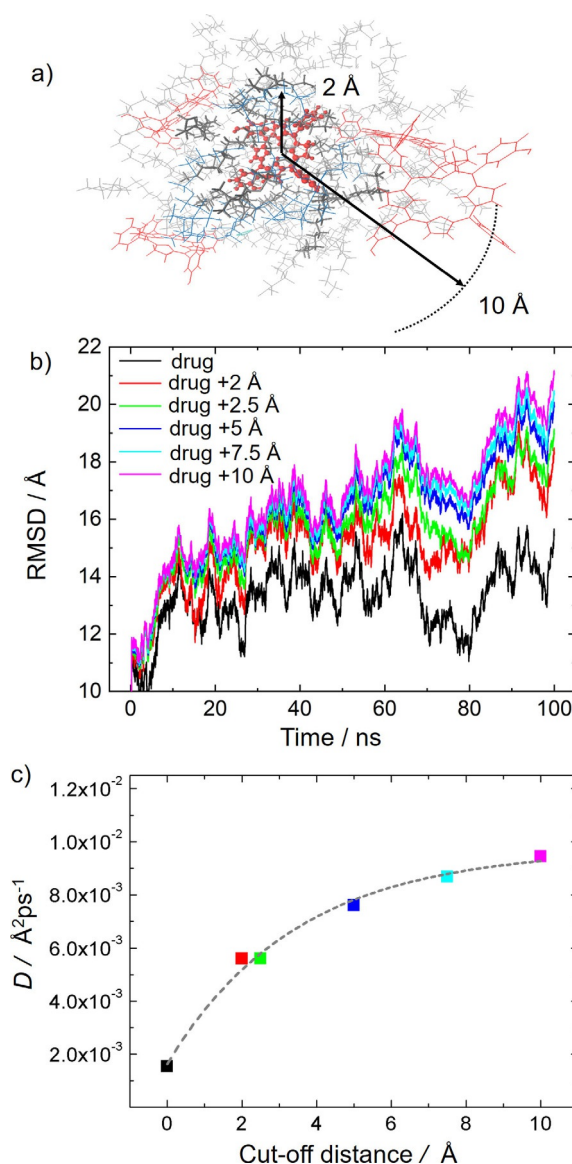 a)
2 Å
10 Å
b)
22
20
18
16
14
12
10
RMSD / Å
drug
drug +2 Å
drug +2.5 Å
drug +5 Å
drug +7.5 Å
drug +10 Å
0 20 40 60 80 100
Time / ns
c)
1.2x10⁻²
1.0x10⁻²
8.0x10⁻³
6.0x10⁻³
4.0x10⁻³
2.0x10⁻³
D / Å²ps⁻¹
0 2 4 6 8 10
Cut-off distance / Å